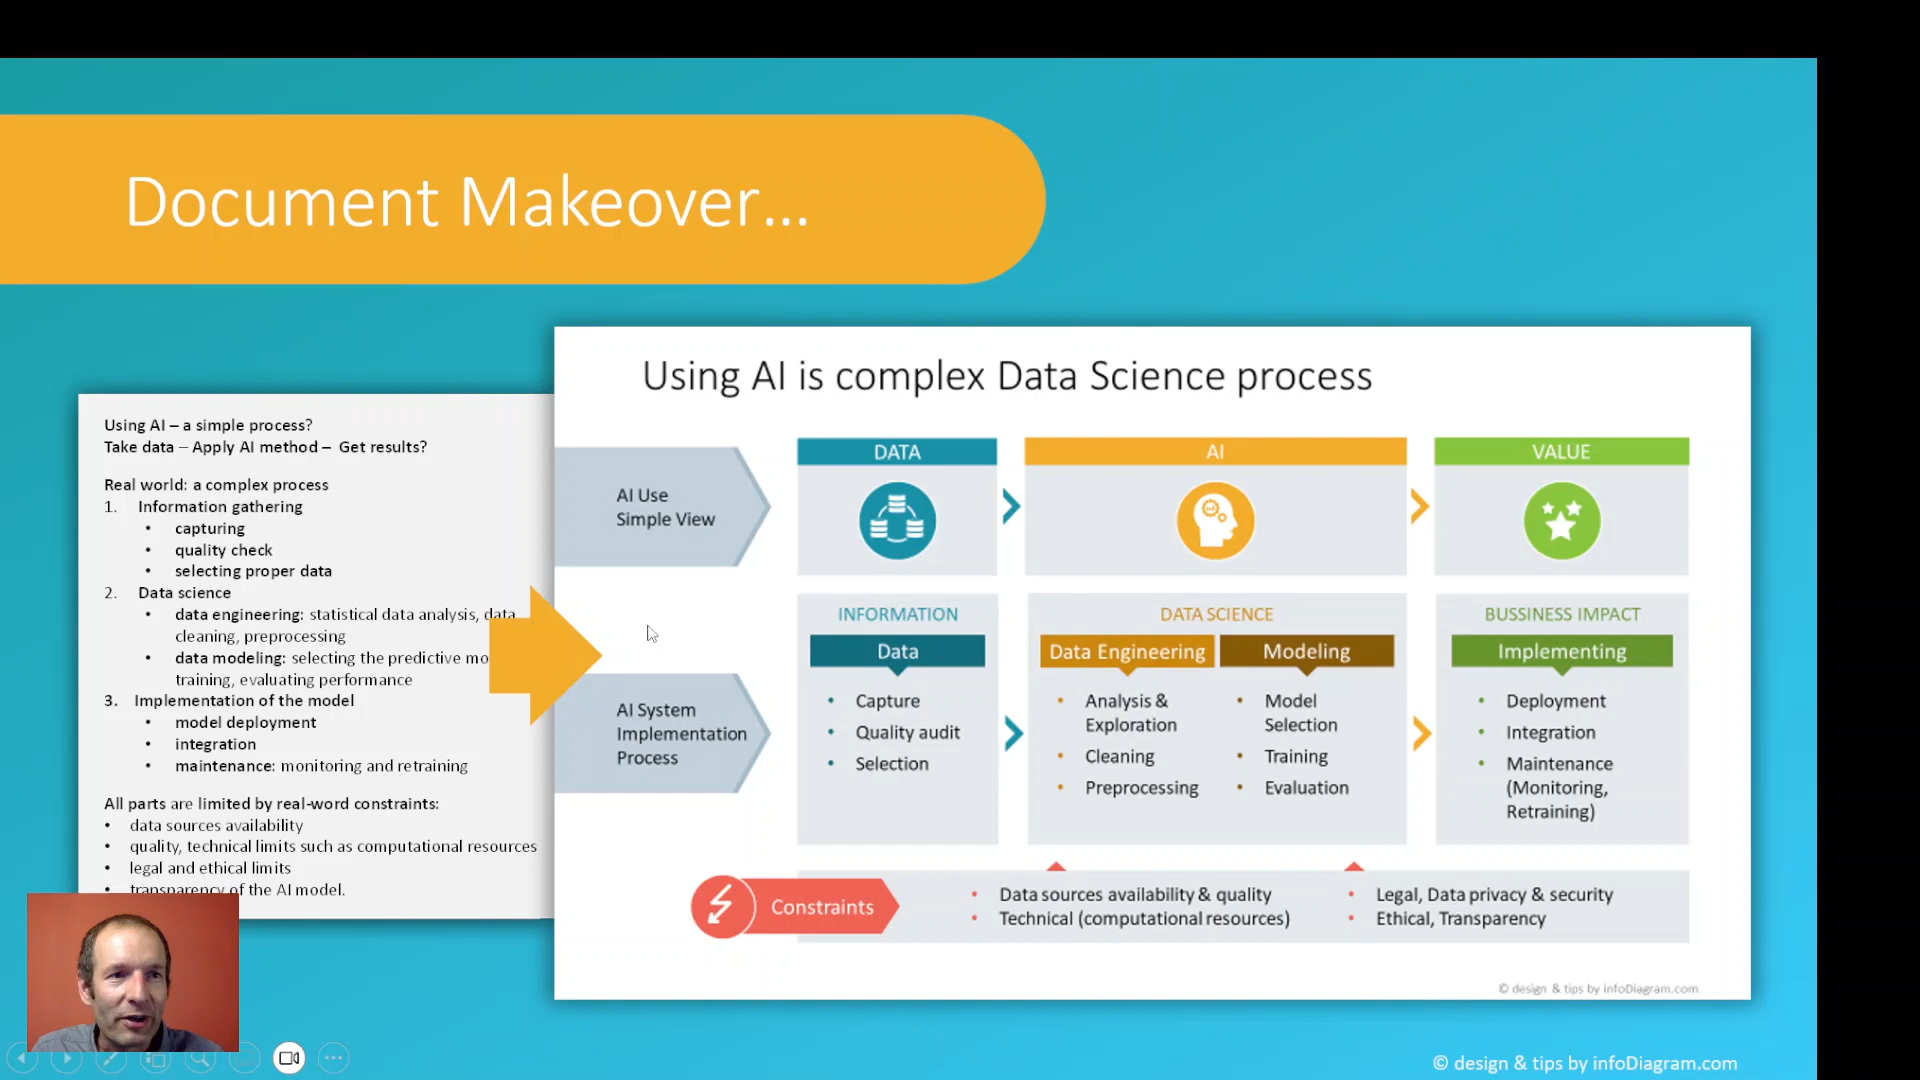 Document Makeover...
Using AI – a simple process?
Take data – Apply AI method – Get results?
Real world: a complex process
1. Information gathering
• capturing
• quality check
• selecting proper data
2. Data science
• data engineering: statistical data analysis, data
cleaning, preprocessing
• data modeling: selecting the predictive
training, evaluating performance
3. Implementation of the model
• model deployment
• integration
• maintenance: monitoring and retraining
All parts are limited by real-word constraints:
• data sources availability
• quality, technical limits such as computational resources
• legal and ethical limits
• transparency of the AI model.
Using AI is complex Data Science process
AI Use
Simple View
DATA
AI
VALUE
AI System
Implementation
Process
INFORMATION
Data
• Capture
• Quality audit
• Selection
DATA SCIENCE
Data Engineering
• Analysis &
Exploration
• Cleaning
• Preprocessing
Modeling
• Model
Selection
• Training
• Evaluation
BUSSINESS IMPACT
Implementing
• Deployment
• Integration
• Maintenance
(Monitoring,
Retraining)
Constraints
• Data sources availability & quality
• Technical (computational resources)
• Legal, Data privacy & security
• Ethical, Transparency
© design & tips by infoDiagram.com
© design & tips by infoDiagram.com